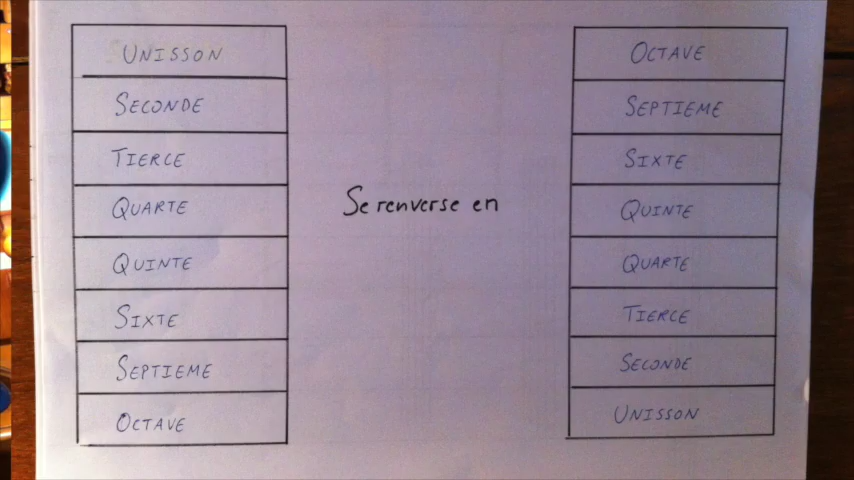 UNISSON
SECONDE
TIERCE
QUARTE
QUINTE
SIXTE
SEPTIEME
OCTAVE
Se renverse en
OCTAVE
SEPTIEME
SIXTE
QUINTE
QUARTE
TIERCE
SECONDE
UNISSON